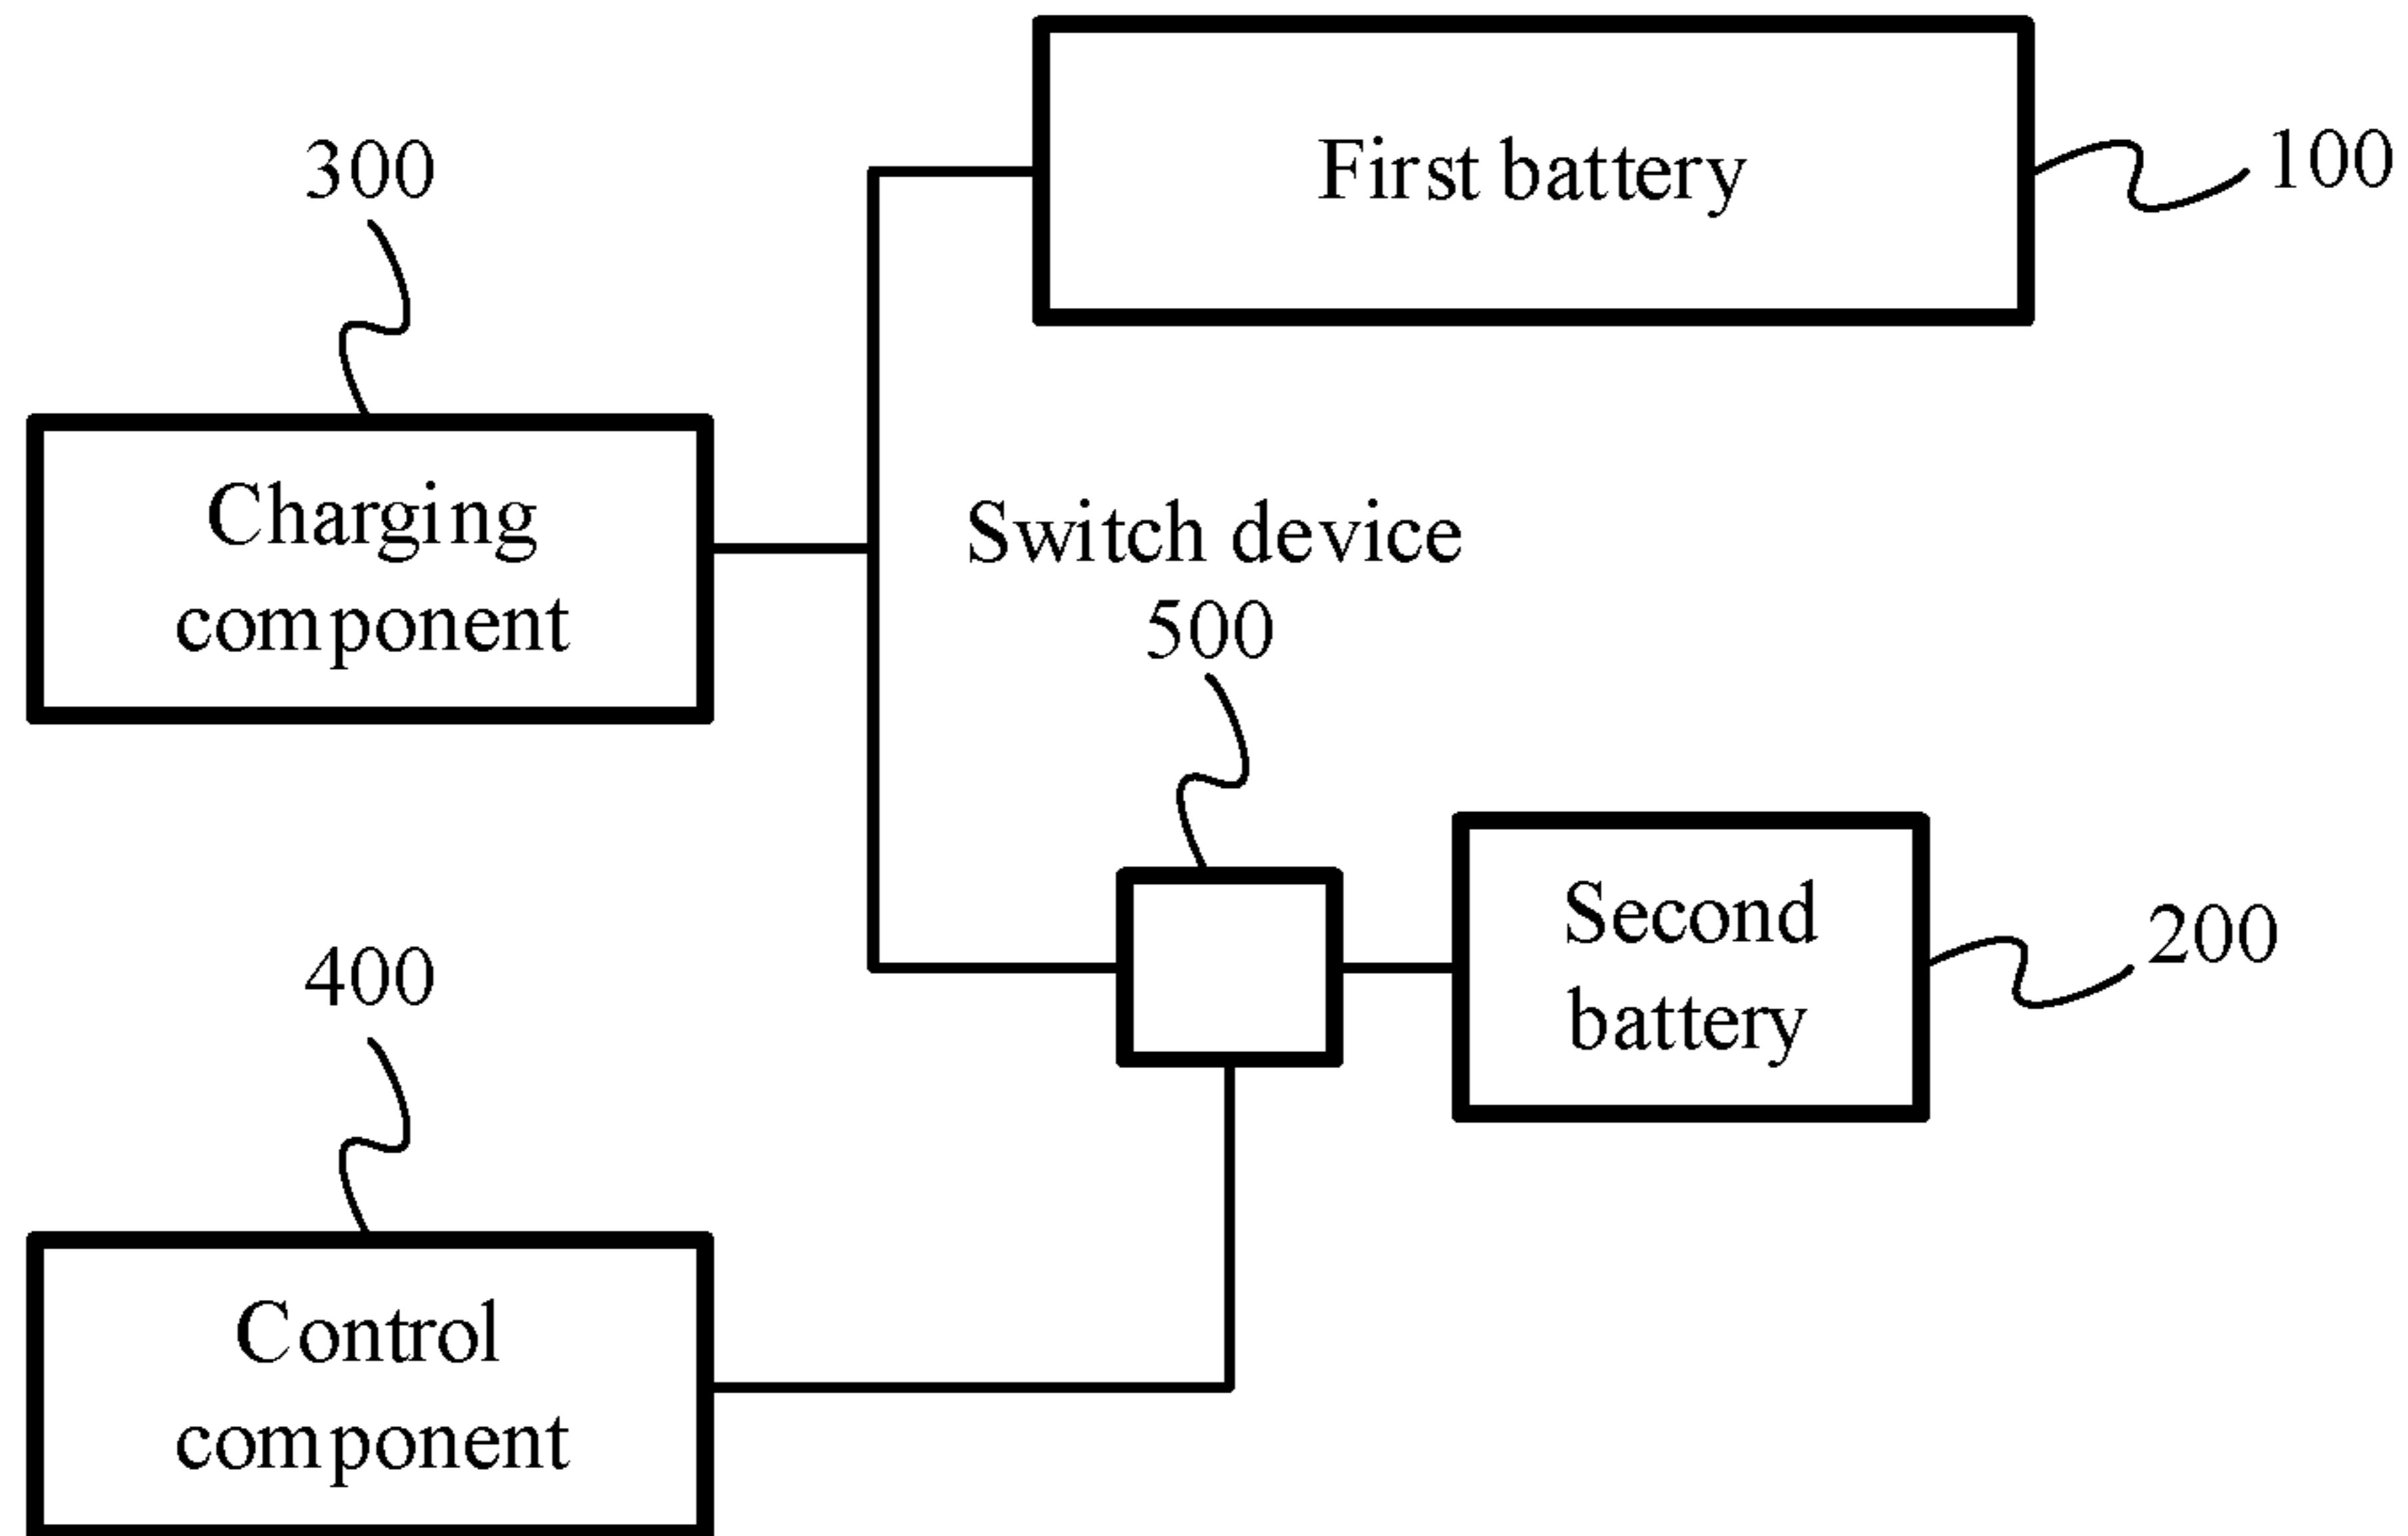 First battery
100
300
Charging
component
Switch device
500
Second
battery
200
400
Control
component